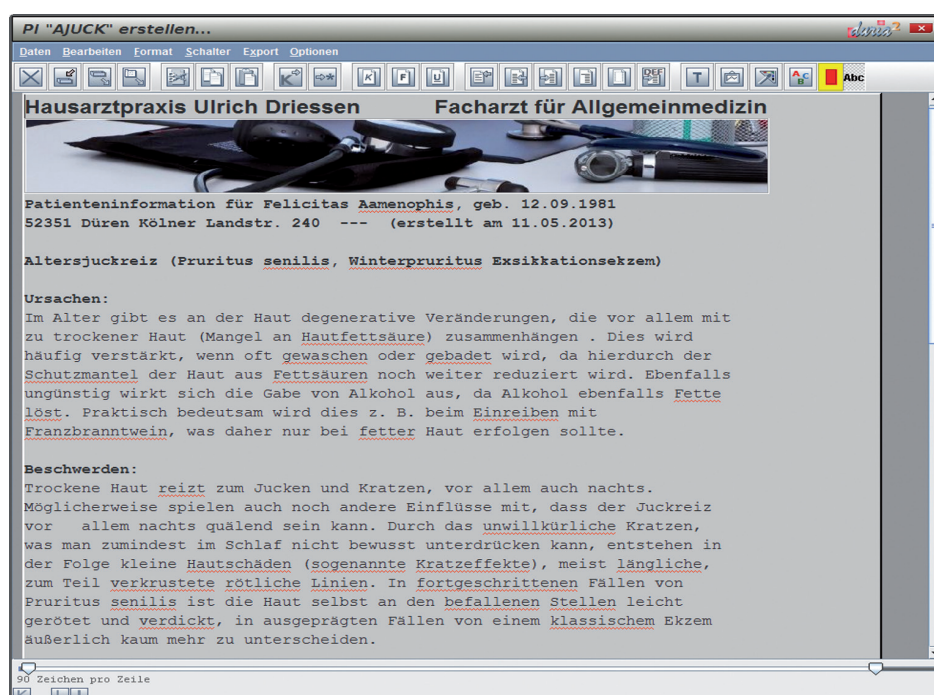 PI "AJUCK" erstellen...
Daten Bearbeiten Format Schalter Export Optionen
K F U DEF T A C B Abc
Hausarztpraxis Ulrich Driessen Facharzt für Allgemeinmedizin
Patienteninformation für Felicitas Aamenophis, geb. 12.09.1981
52351 Düren Kölner Landstr. 240 --- (erstellt am 11.05.2013)
Altersjuckreiz (Pruritus senilis, Winterpruritus Exsikkationsekzem)
Ursachen:
Im Alter gibt es an der Haut degenerative Veränderungen, die vor allem mit
zu trockener Haut (Mangel an Hautfettsäure) zusammenhängen . Dies wird
häufig verstärkt, wenn oft gewaschen oder gebadet wird, da hierdurch der
Schutzmantel der Haut aus Fettsäuren noch weiter reduziert wird. Ebenfalls
ungünstig wirkt sich die Gabe von Alkohol aus, da Alkohol ebenfalls Fette
löst. Praktisch bedeutsam wird dies z. B. beim Einreiben mit
Franzbranntwein, was daher nur bei fetter Haut erfolgen sollte.
Beschwerden:
Trockene Haut reizt zum Jucken und Kratzen, vor allem auch nachts.
Möglicherweise spielen auch noch andere Einflüsse mit, dass der Juckreiz
vor allem nachts quälend sein kann. Durch das unwillkürliche Kratzen,
was man zumindest im Schlaf nicht bewusst unterdrücken kann, entstehen in
der Folge kleine Hautschäden (sogenannte Kratzeffekte), meist längliche,
zum Teil verkrustete rötliche Linien. In fortgeschrittenen Fällen von
Pruritus senilis ist die Haut selbst an den befallenen Stellen leicht
gerötet und verdickt, in ausgeprägten Fällen von einem klassischem Ekzem
äußerlich kaum mehr zu unterscheiden.
90 Zeichen pro Zeile